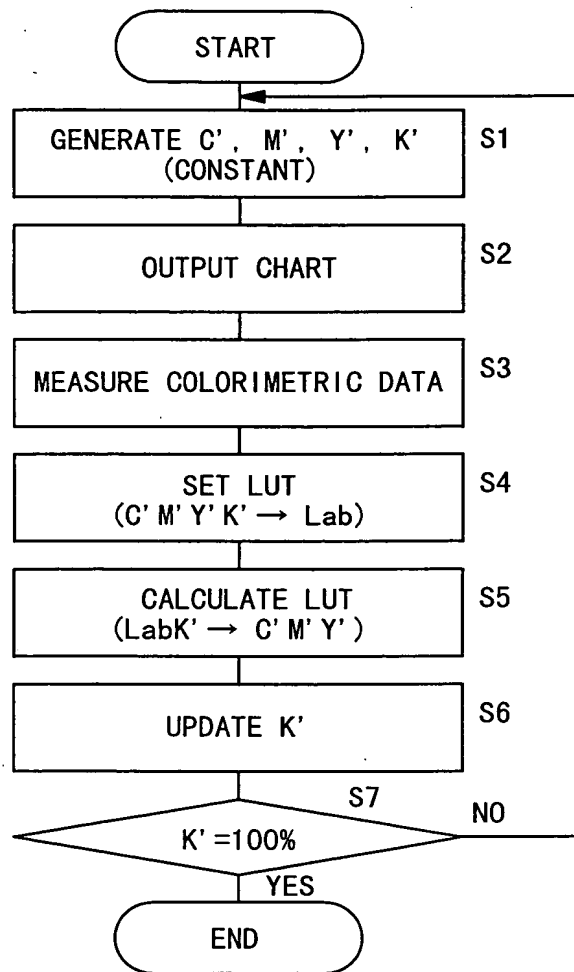 START
GENERATE C', M', Y', K'
(CONSTANT)
S1
OUTPUT CHART
S2
MEASURE COLORIMETRIC DATA
S3
SET LUT
(C'M'Y'K'→ Lab)
S4
CALCULATE LUT
(LabK'→ C'M'Y')
S5
UPDATE K'
S6
S7
K'=100%
NO
YES
END